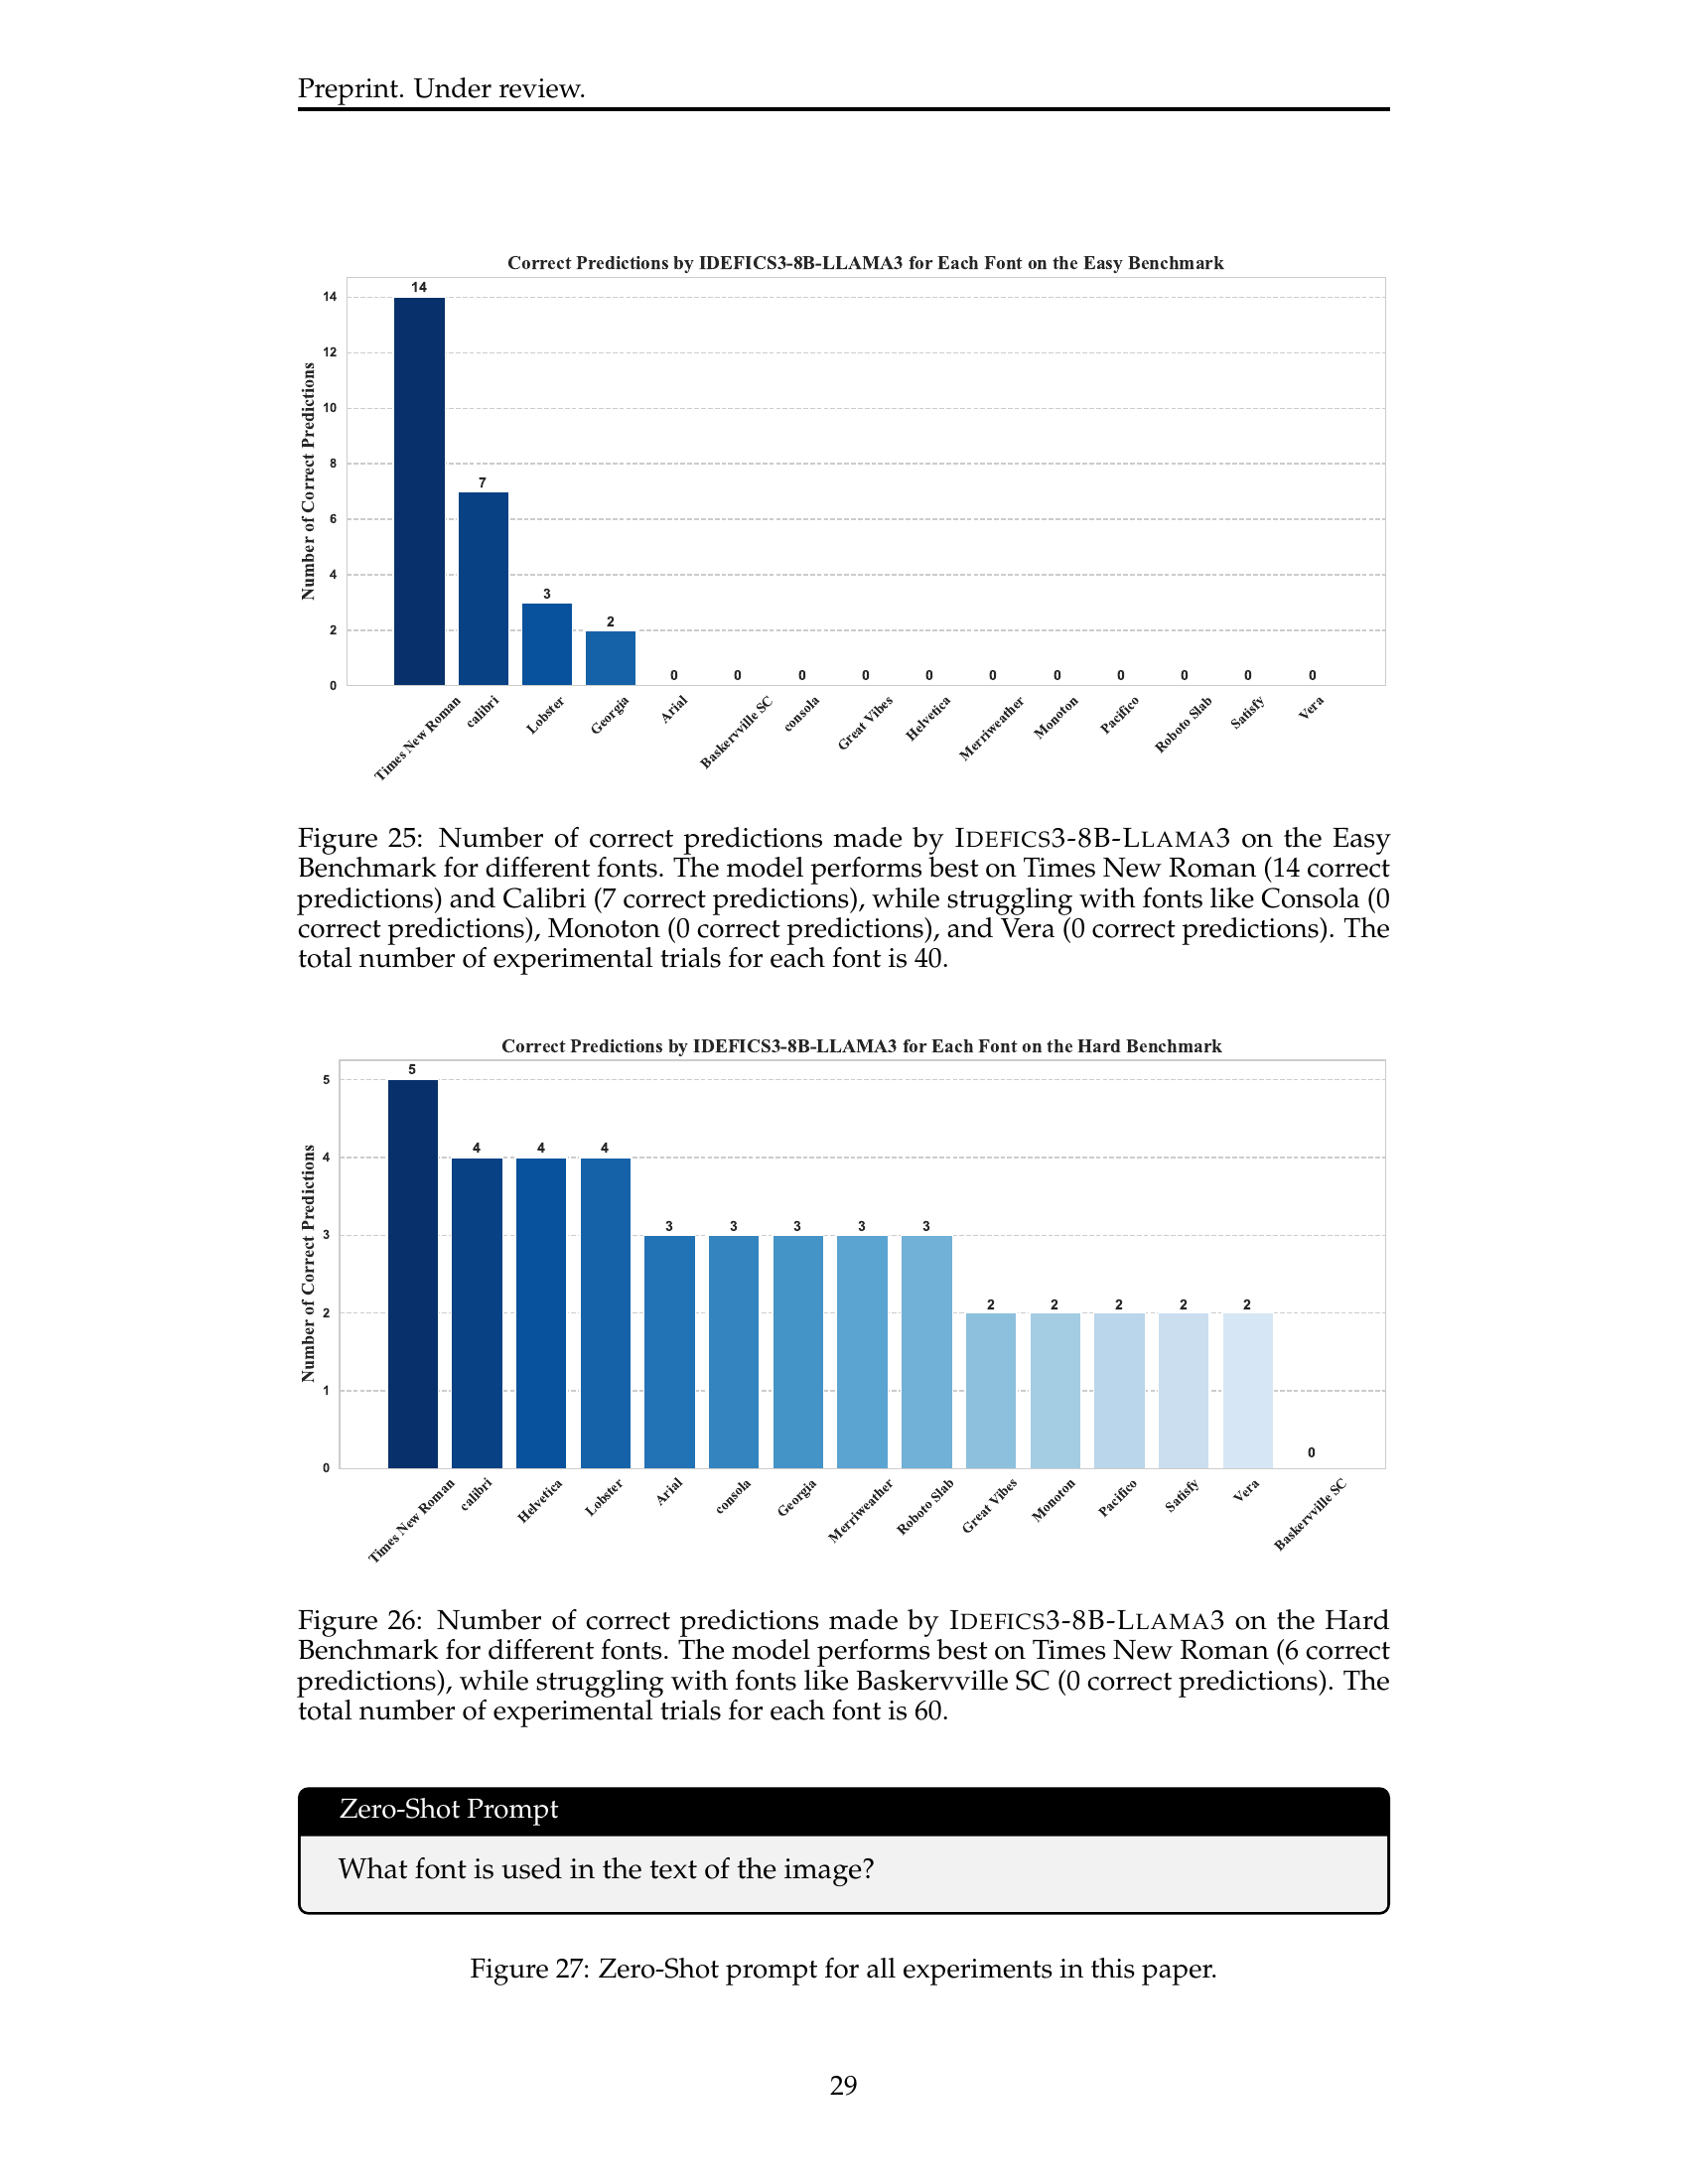 Preprint. Under review.
Correct Predictions by IDEFICS3-8B-LLAMA3 for Each Font on the Easy Benchmark
Number of Correct Predictions
14
12
10
8
6
4
2
0
14
7
3
2
0
0
0
0
0
0
0
0
0
0
0
Times New Roman
calibri
Lobster
Georgia
Arial
Baskervville SC
consola
Great Vibes
Helvetica
Merriweather
Monoton
Pacifico
Roboto Slab
Satisfy
Vera
Figure 25: Number of correct predictions made by IDEFICS3-8B-LLAMA3 on the Easy
Benchmark for different fonts. The model performs best on Times New Roman (14 correct
predictions) and Calibri (7 correct predictions), while struggling with fonts like Consola (0
correct predictions), Monoton (0 correct predictions), and Vera (0 correct predictions). The
total number of experimental trials for each font is 40.
Correct Predictions by IDEFICS3-8B-LLAMA3 for Each Font on the Hard Benchmark
Number of Correct Predictions
5
4
3
2
1
0
5
4
4
4
3
3
3
3
3
2
2
2
2
2
0
Times New Roman
calibri
Helvetica
Lobster
Arial
consola
Georgia
Merriweather
Roboto Slab
Great Vibes
Monoton
Pacifico
Satisfy
Vera
Baskervville SC
Figure 26: Number of correct predictions made by IDEFICS3-8B-LLAMA3 on the Hard
Benchmark for different fonts. The model performs best on Times New Roman (6 correct
predictions), while struggling with fonts like Baskervville SC (0 correct predictions). The
total number of experimental trials for each font is 60.
Zero-Shot Prompt
What font is used in the text of the image?
Figure 27: Zero-Shot prompt for all experiments in this paper.
29